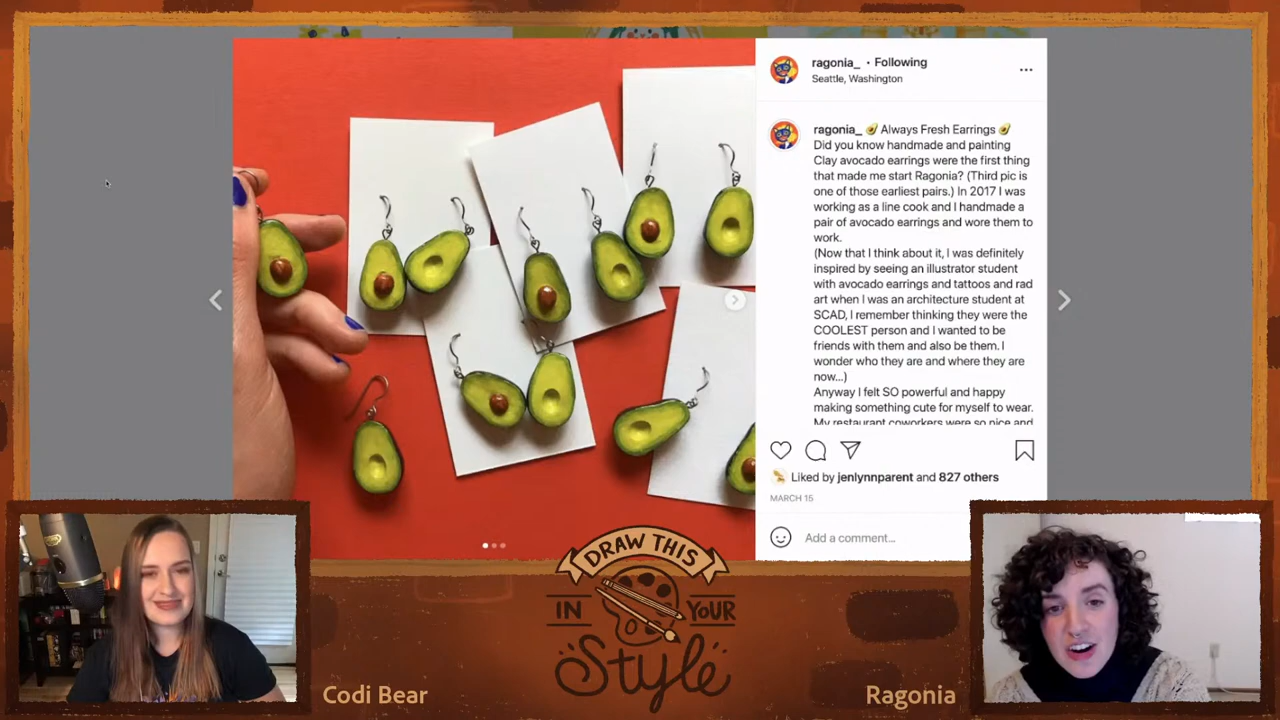 ragonia_ • Following
Seattle, Washington
ragonia_ 🥑 Always Fresh Earrings 🥑
Did you know handmade and painting
Clay avocado earrings were the first thing
that made me start Ragonia? (Third pic is
one of those earliest pairs.) In 2017 I was
working as a line cook and I handmade a
pair of avocado earrings and wore them to
work.
(Now that I think about it, I was definitely
inspired by seeing an illustrator student
with avocado earrings and tattoos and rad
art when I was an architecture student at
SCAD, I remember thinking they were the
COOLEST person and I wanted to be
friends with them and also be them. I
wonder who they are and where they are
now...)
Anyway I felt SO powerful and happy
making something cute for myself to wear.
My restaurant coworkers were so nice and
Liked by jenlynnparent and 827 others
MARCH 15
Add a comment...
DRAW THIS
IN YOUR
Style
Codi Bear
Ragonia